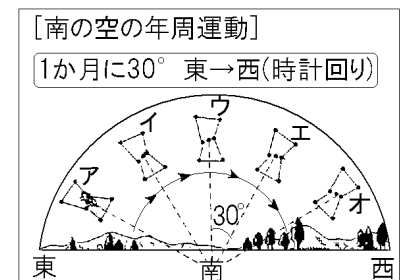 [南の空の年周運動]
1か月に30° 東→西(時計回り)
ア
イ
ウ
エ
オ
30°
東
南
西